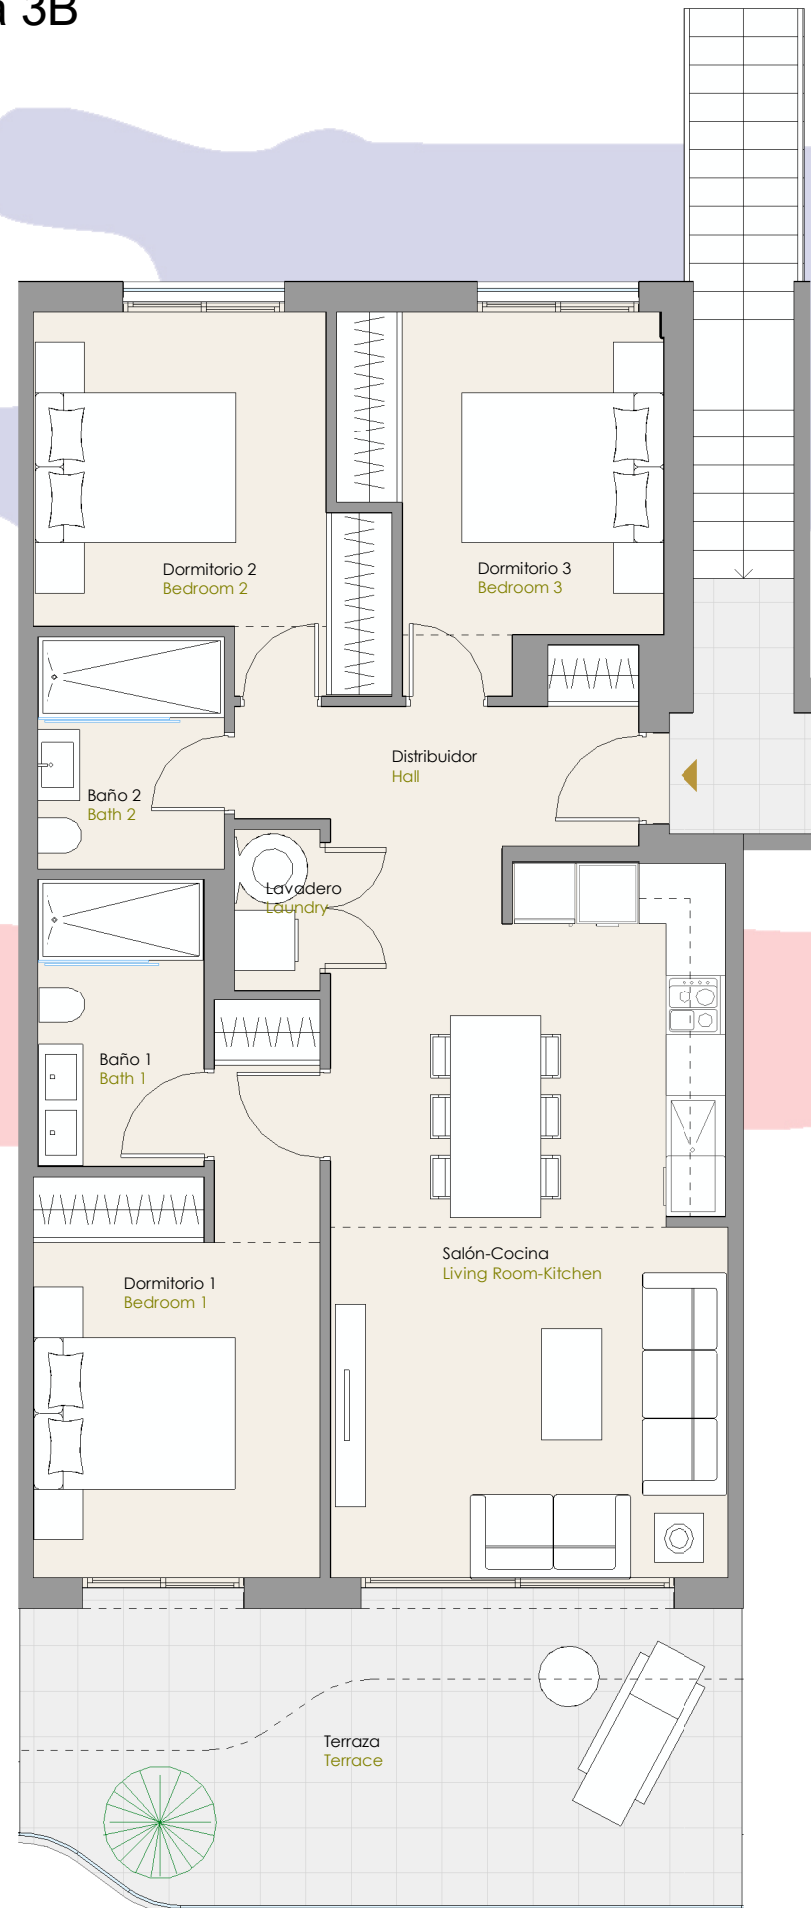 3B
Dormitorio 2
Bedroom 2
Dormitorio 3
Bedroom 3
Distribuidor
Hall
Baño 2
Bath 2
Lavadero
Laundry
Baño 1
Bath 1
Salón-Cocina
Living Room-Kitchen
Dormitorio 1
Bedroom 1
Terraza
Terrace